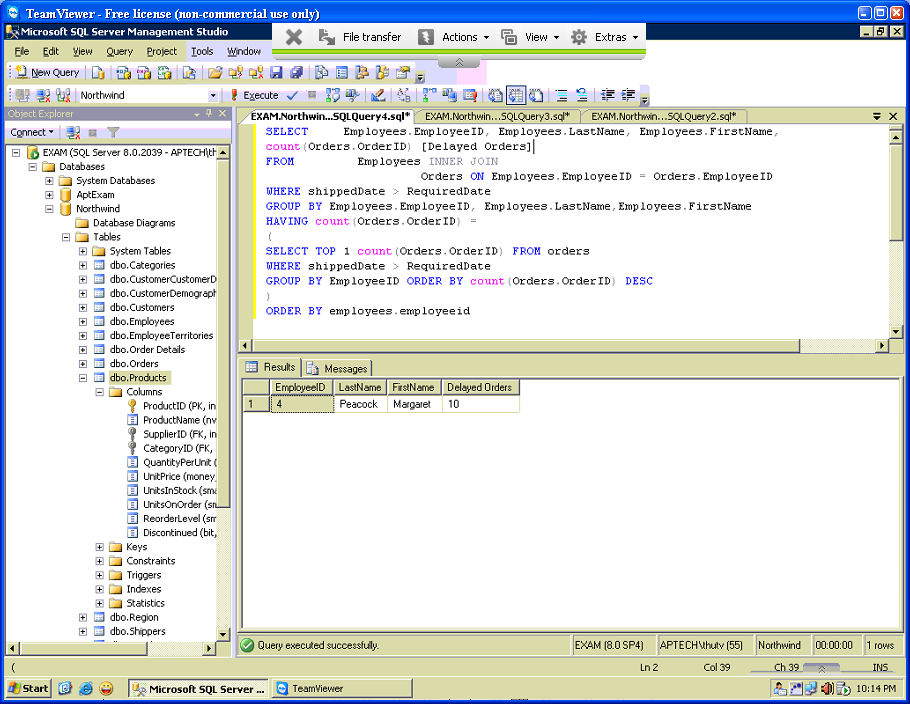 TeamViewer - Free license (non-commercial use only)
Microsoft SQL Server Management Studio
File transfer Actions View Extras
File Edit View Query Project Tools Window
New Query
Northwind Execute
Object Explorer
Connect
EXAM (SQL Server 8.0.2039 - APTECH\th
Databases
System Databases
AptExam
Northwind
Database Diagrams
Tables
System Tables
dbo.Categories
dbo.CustomerCustomerD
dbo.CustomerDemograph
dbo.Customers
dbo.Employees
dbo.EmployeeTerritories
dbo.Order Details
dbo.Orders
dbo.Products
Columns
ProductID (PK, in
ProductName (nv
SupplierID (FK, in
CategoryID (FK,
QuantityPerUnit (
UnitPrice (money,
UnitsInStock (sma
UnitsOnOrder (sm
ReorderLevel (sm
Discontinued (bit,
Keys
Constraints
Triggers
Indexes
Statistics
dbo.Region
dbo.Shippers
EXAM.Northwin...SQLQuery4.sql* EXAM.Northwin...SQLQuery3.sql* EXAM.Northwin...SQLQuery2.sql*
SELECT Employees.EmployeeID, Employees.LastName, Employees.FirstName,
count(Orders.OrderID) [Delayed Orders]
FROM Employees INNER JOIN
Orders ON Employees.EmployeeID = Orders.EmployeeID
WHERE shippedDate > RequiredDate
GROUP BY Employees.EmployeeID, Employees.LastName,Employees.FirstName
HAVING count(Orders.OrderID) =
(
SELECT TOP 1 count(Orders.OrderID) FROM orders
WHERE shippedDate > RequiredDate
GROUP BY EmployeeID ORDER BY count(Orders.OrderID) DESC
)
ORDER BY employees.employeeid
Results Messages
EmployeeID LastName FirstName Delayed Orders
1 4 Peacock Margaret 10
Query executed successfully. EXAM (8.0 SP4) APTECH\thutv (55) Northwind 00:00:00 1 rows
( Ln 2 Col 39 Ch 39 INS
Start Microsoft SQL Server ... TeamViewer 10:14 PM